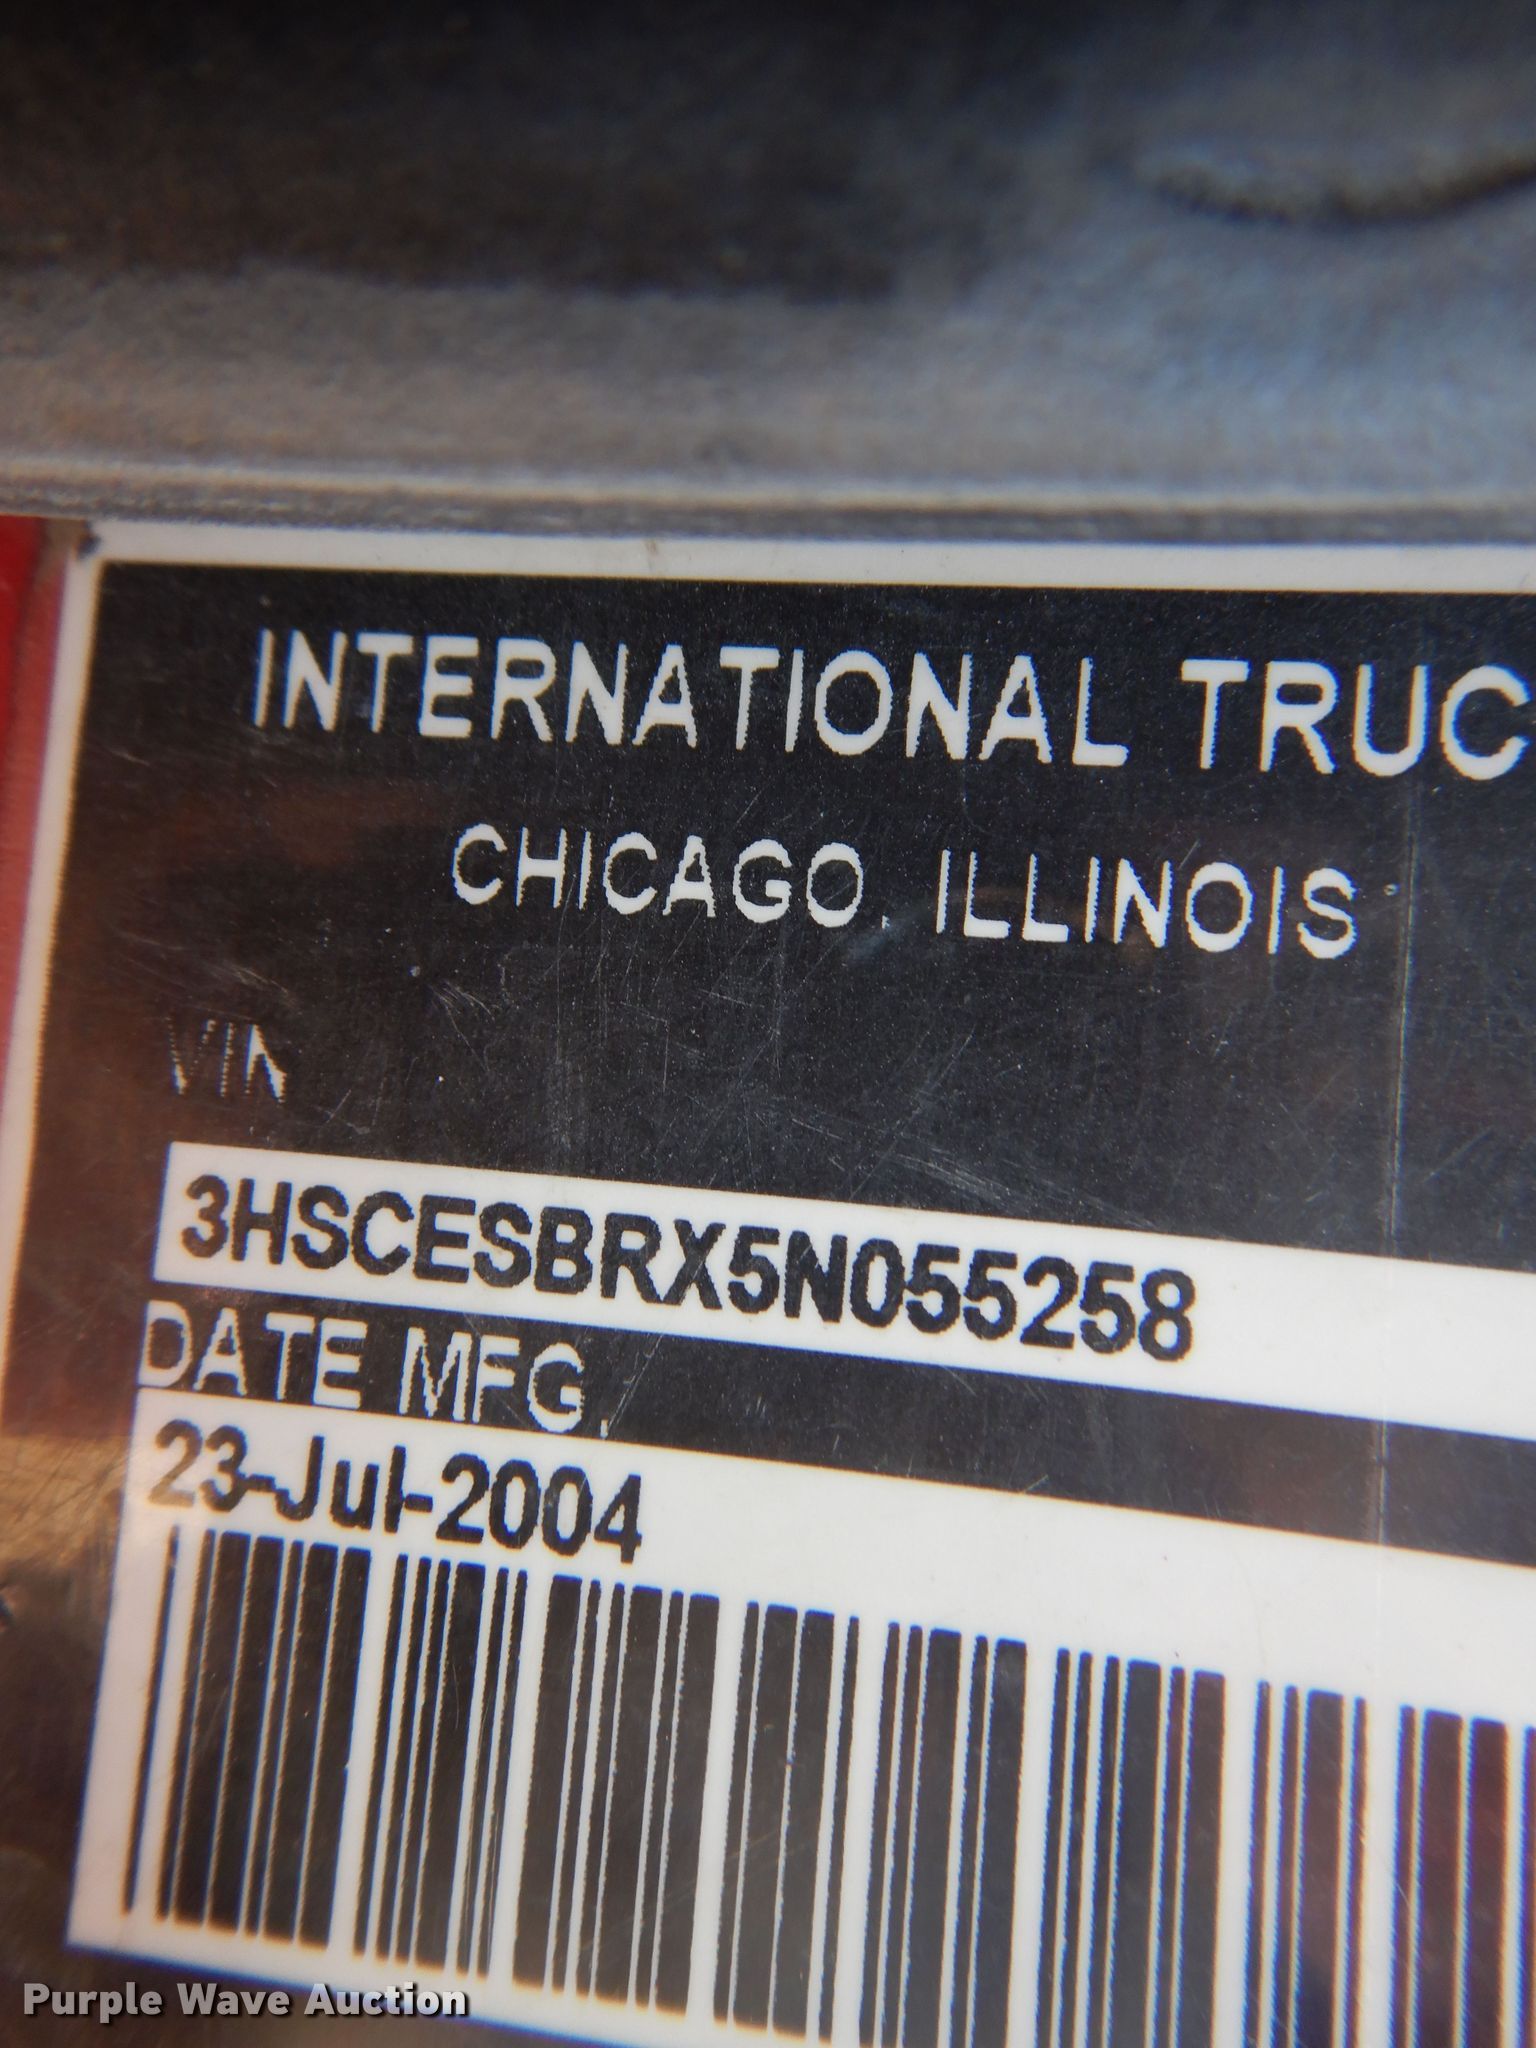 INTERNATIONAL TRUC
CHICAGO, ILLINOIS
VIN
3HSCESBRX5N055258
DATE MFG.
23-Jul-2004
Purple Wave Auction